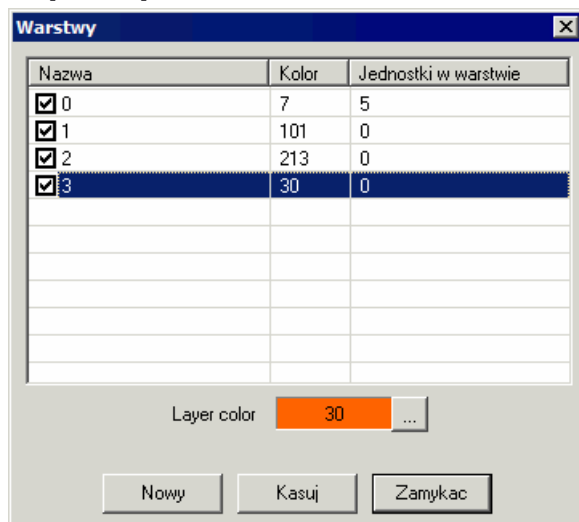 Warstwy
Nazwa Kolor Jednostki w warstwie
0 7 5
1 101 0
2 213 0
3 30 0
Layer color 30 ...
Nowy Kasuj Zamykac